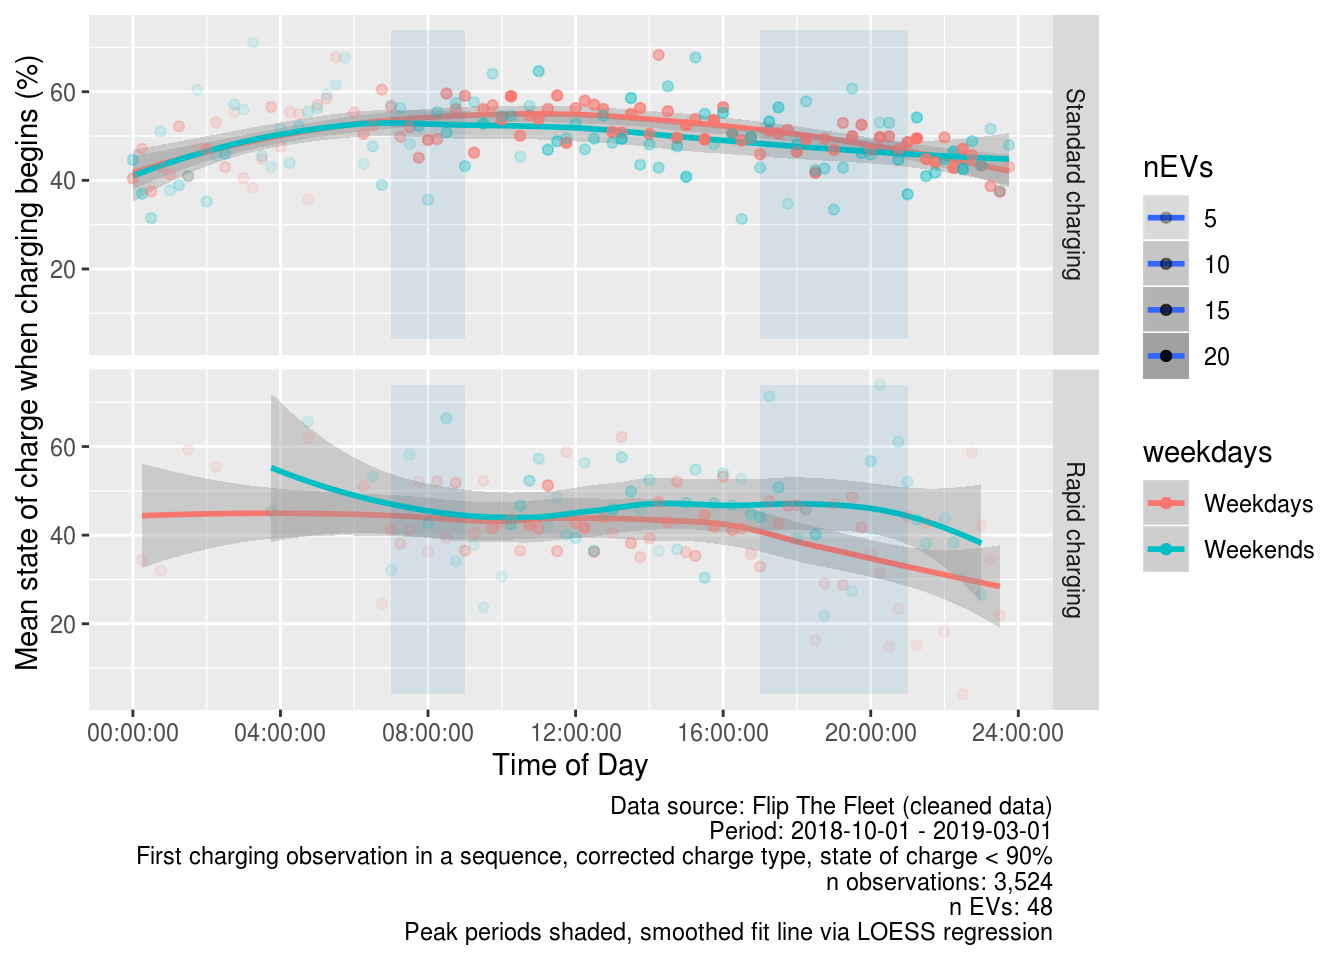 Mean state of charge when charging begins (%)
60
40
20
Standard charging
60
40
20
Rapid charging
00:00:00
04:00:00
08:00:00
12:00:00
16:00:00
20:00:00
24:00:00
Time of Day
nEVs
5
10
15
20
weekdays
Weekdays
Weekends
Data source: Flip The Fleet (cleaned data)
Period: 2018-10-01 - 2019-03-01
First charging observation in a sequence, corrected charge type, state of charge < 90%
n observations: 3,524
n EVs: 48
Peak periods shaded, smoothed fit line via LOESS regression